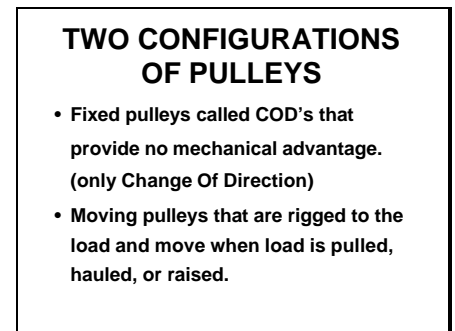 TWO CONFIGURATIONS
OF PULLEYS
• Fixed pulleys called COD's that
provide no mechanical advantage.
(only Change Of Direction)
• Moving pulleys that are rigged to the
load and move when load is pulled,
hauled, or raised.